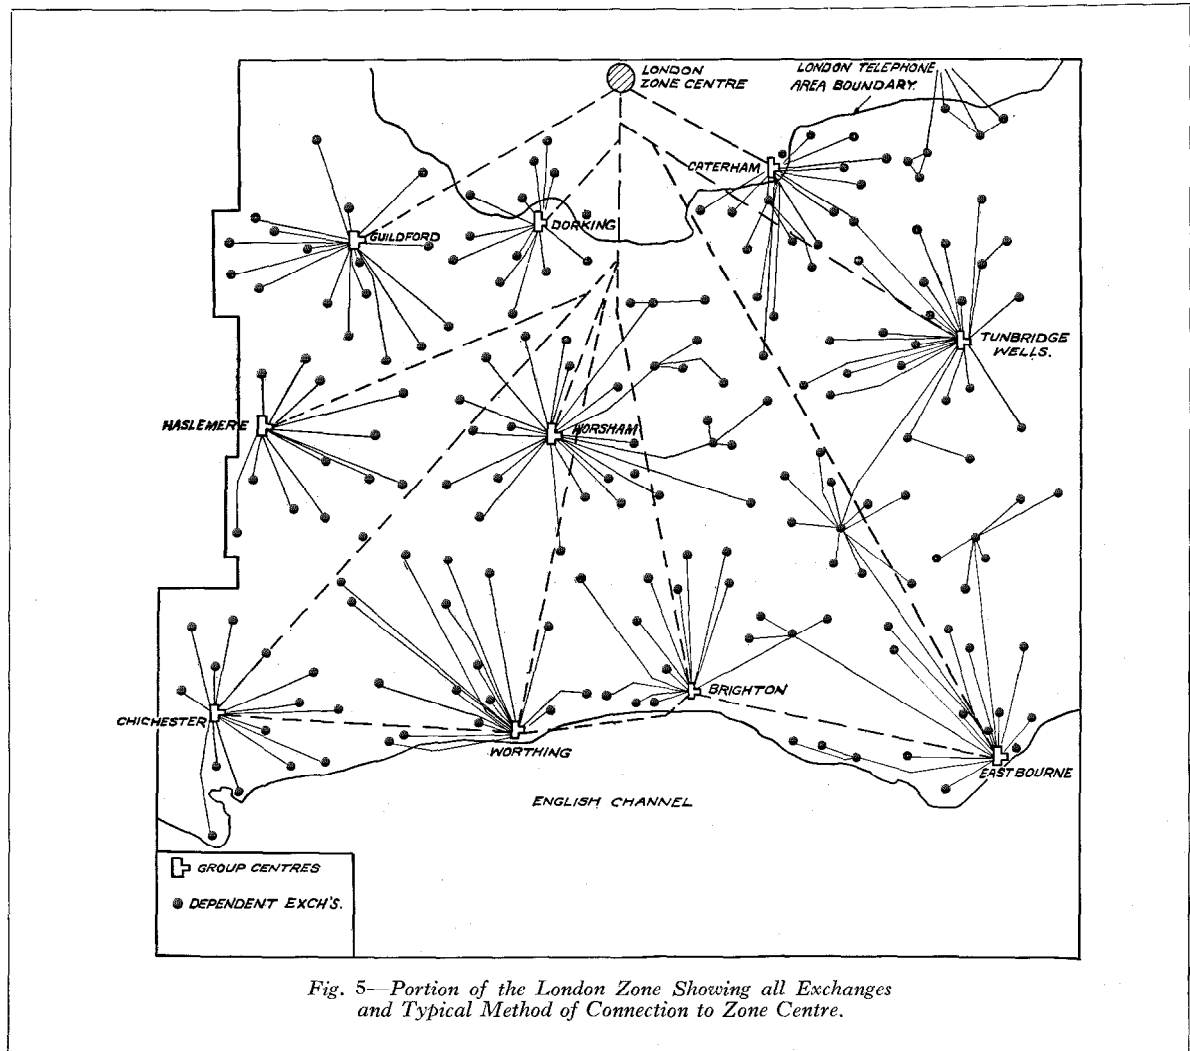 LONDON
ZONE CENTRE
LONDON TELEPHONE
AREA BOUNDARY.
CATERHAM
DORKING
GUILDFORD
TUNBRIDGE
WELLS.
HASLEMERE
HORSHAM
CHICHESTER
WORTHING
BRIGHTON
EASTBOURNE
ENGLISH CHANNEL
GROUP CENTRES
DEPENDENT EXCH'S.
Fig. 5—Portion of the London Zone Showing all Exchanges
and Typical Method of Connection to Zone Centre.